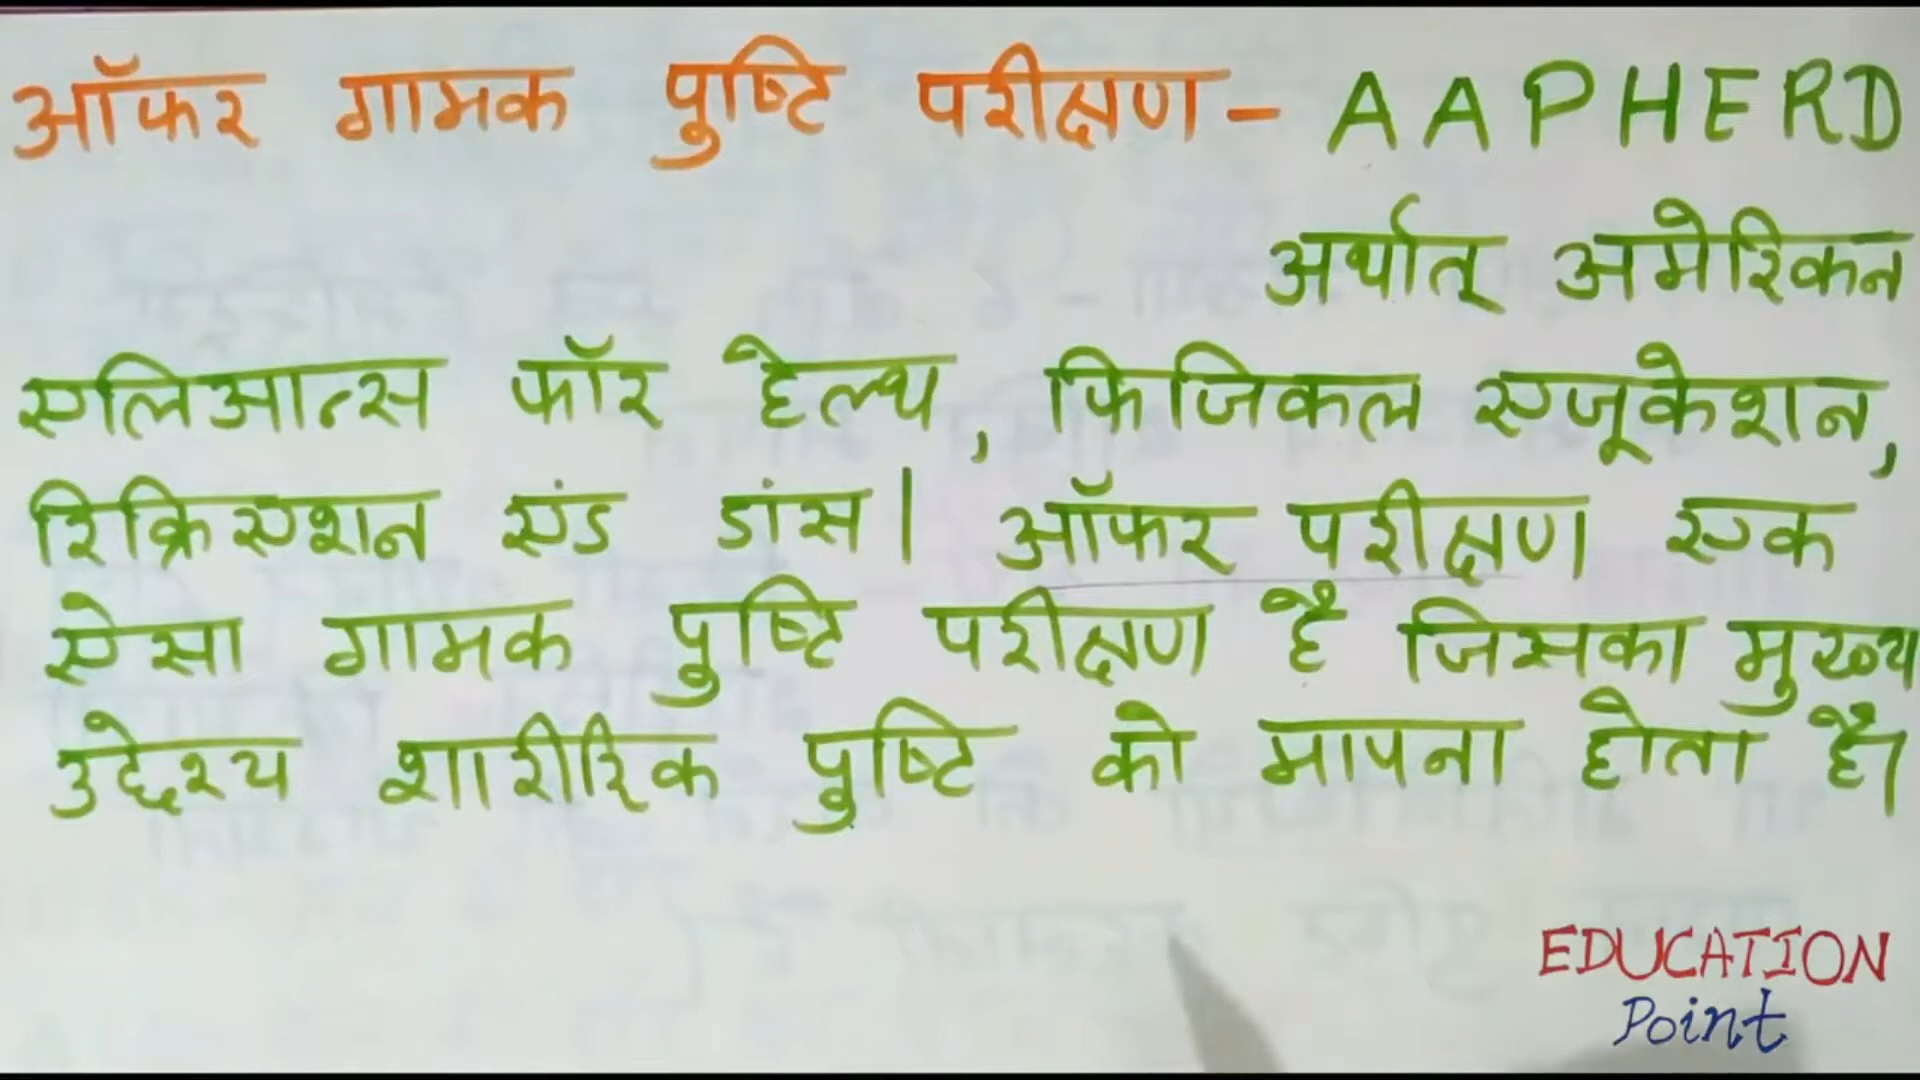 ऑफर गामक पुष्टि परीक्षण - AAPHERD
अर्थात् अमेरिकन
एलिआन्स फॉर हेल्थ, फिजिकल एजूकेशन,
रिक्रिएशन एंड डांस। ऑफर परीक्षण एक
ऐसा गामक पुष्टि परीक्षण है जिसका मुख्य
उद्देश्य शारीरिक पुष्टि को मापना होता है।
EDUCATION
Point